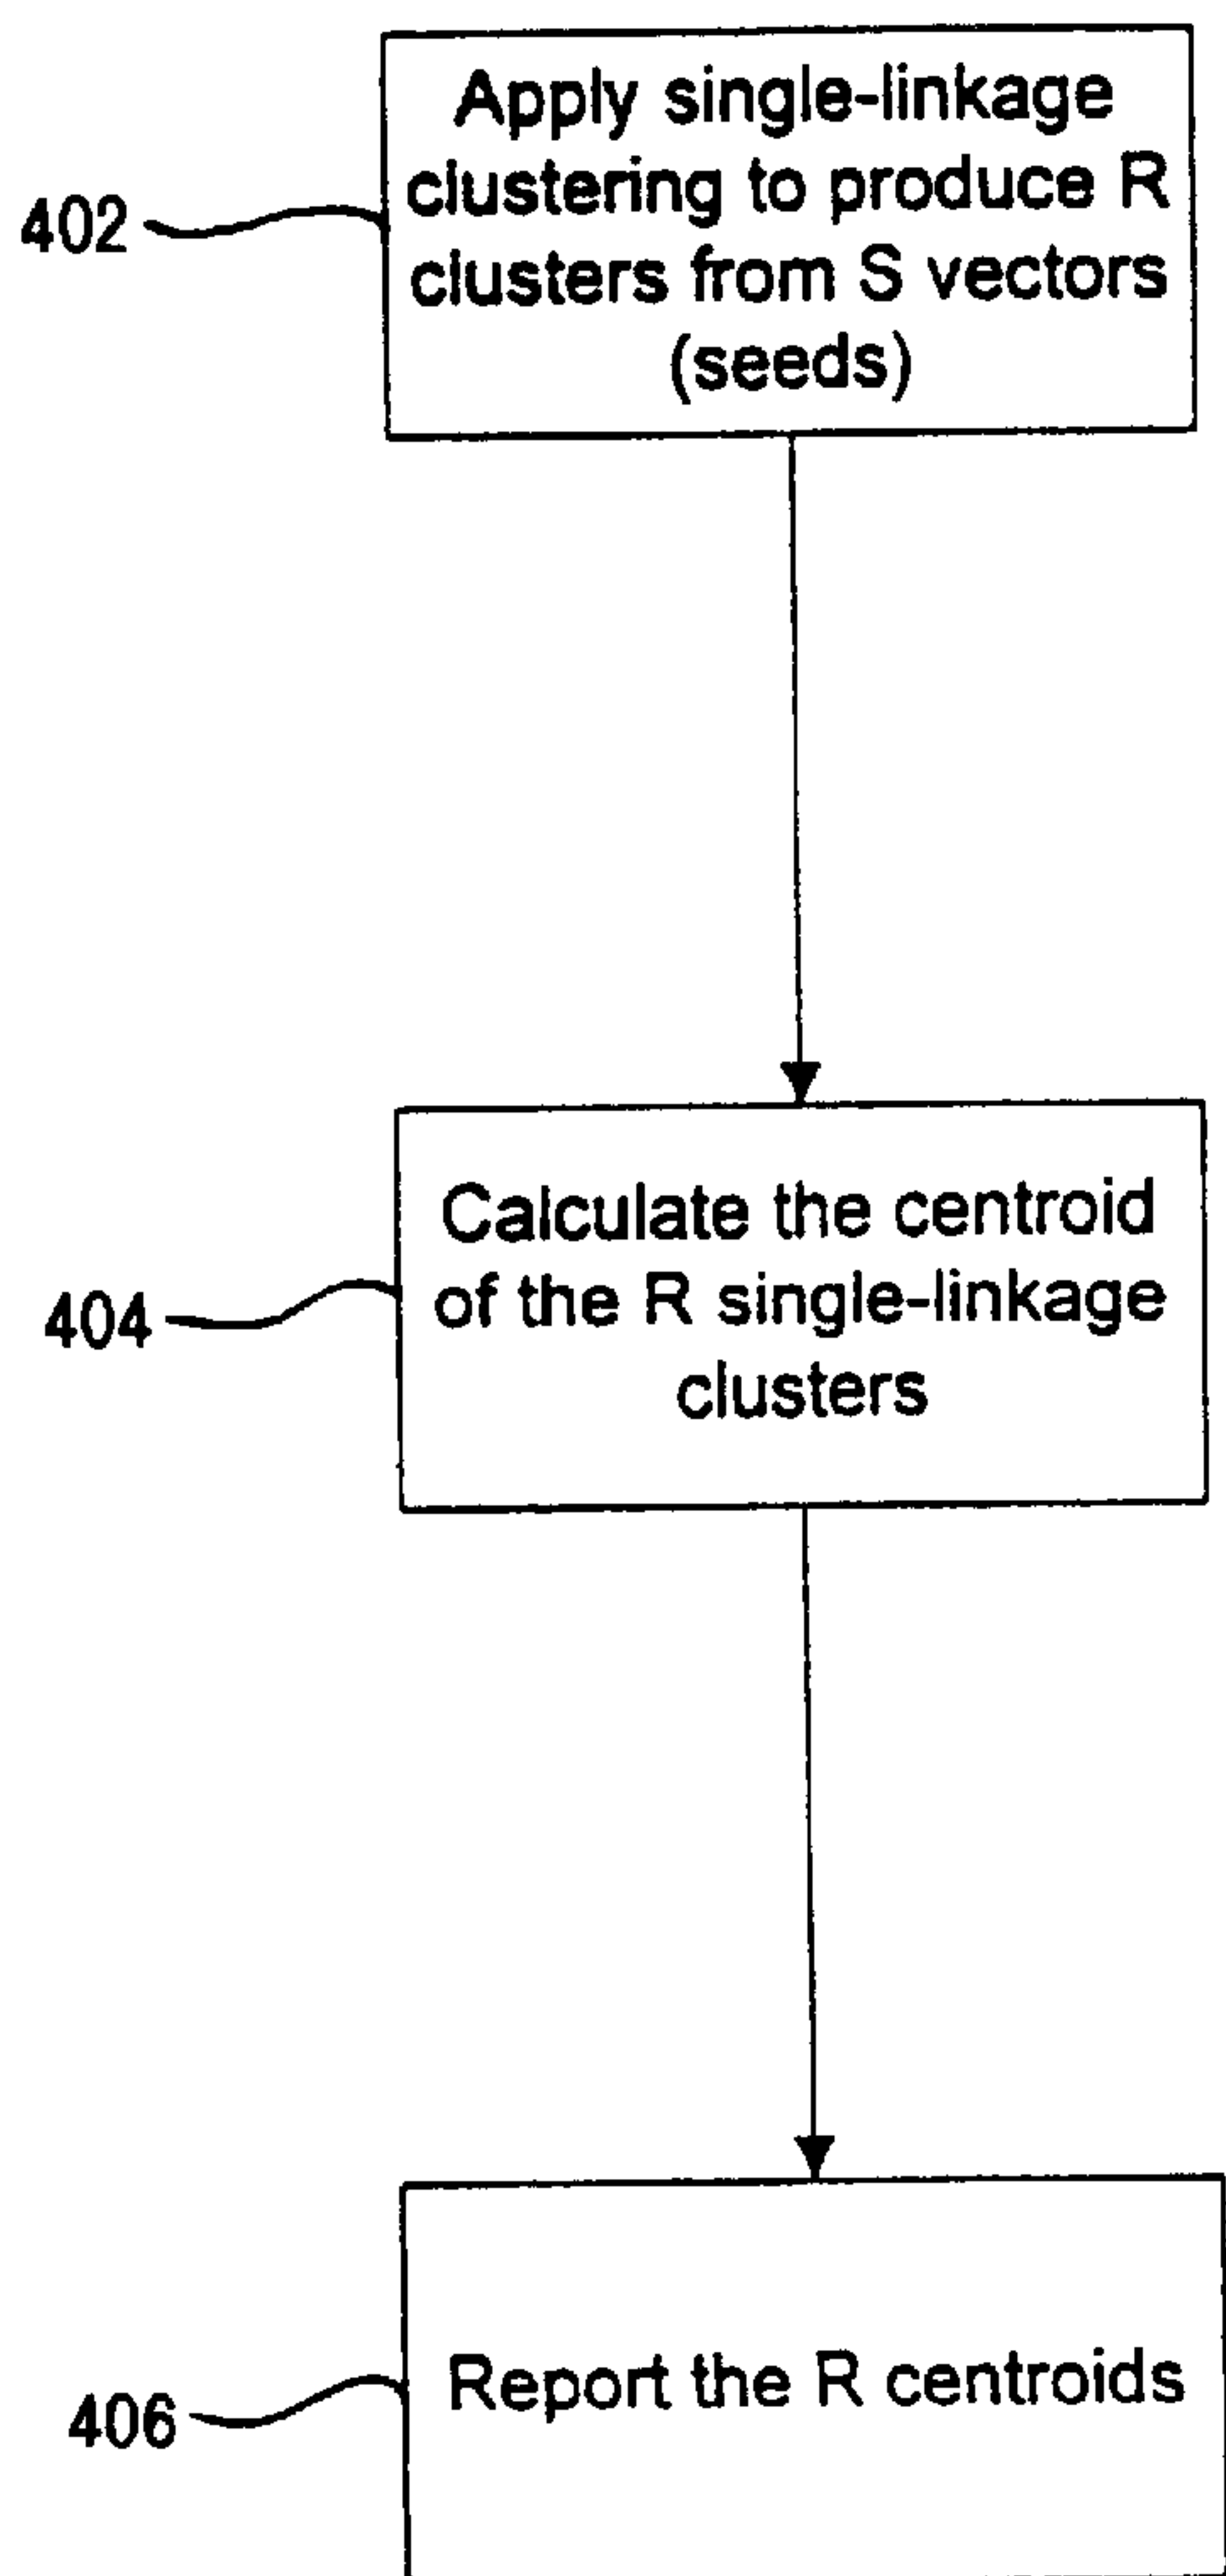 Apply single-linkage
clustering to produce R
clusters from S vectors
(seeds)
402
Calculate the centroid
of the R single-linkage
clusters
404
Report the R centroids
406